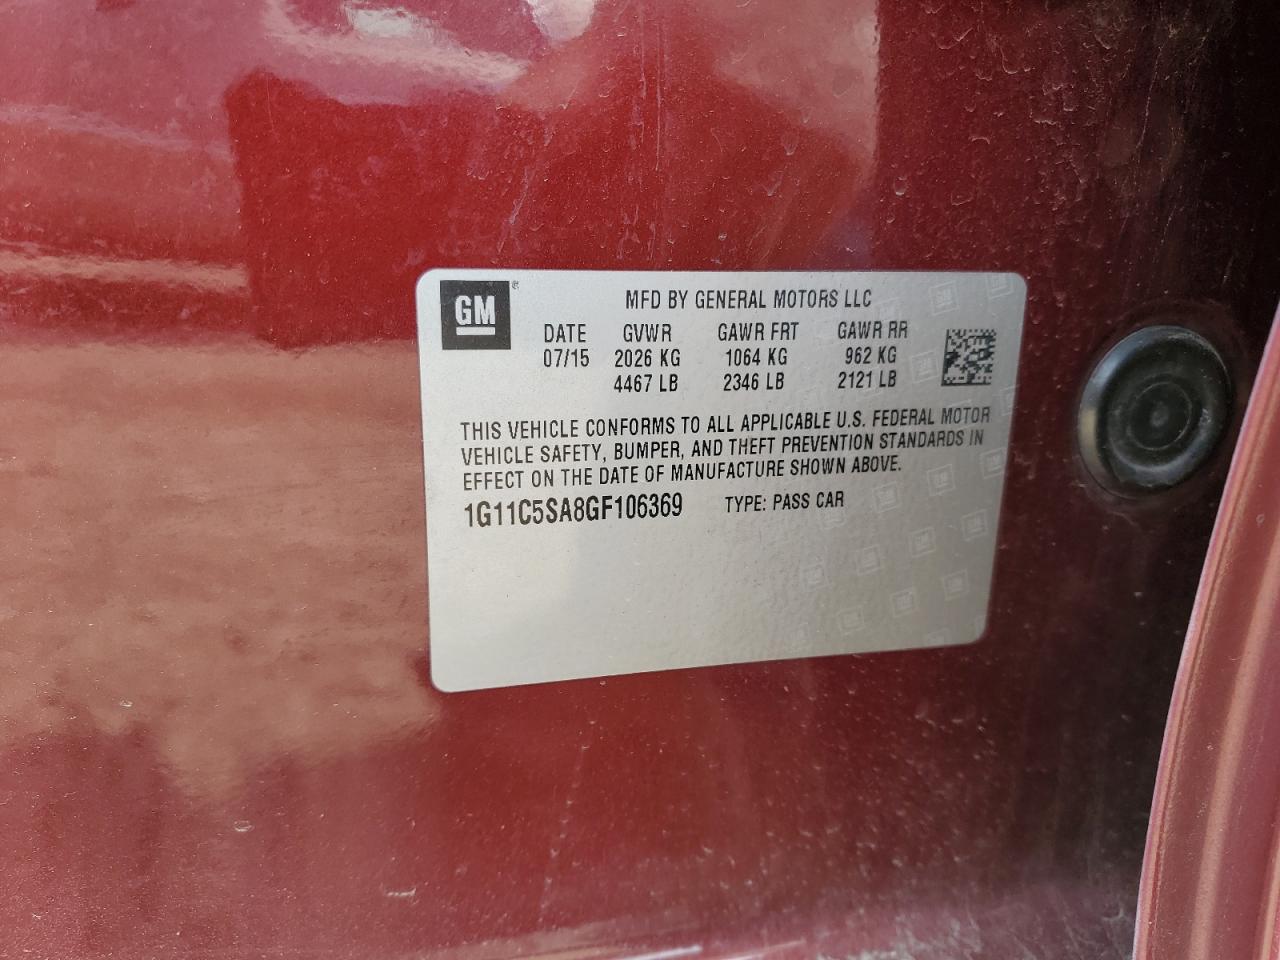 GM
MFD BY GENERAL MOTORS LLC
DATE GVWR GAWR FRT GAWR RR
07/15 2026 KG 1064 KG 962 KG
4467 LB 2346 LB 2121 LB
THIS VEHICLE CONFORMS TO ALL APPLICABLE U.S. FEDERAL MOTOR
VEHICLE SAFETY, BUMPER, AND THEFT PREVENTION STANDARDS IN
EFFECT ON THE DATE OF MANUFACTURE SHOWN ABOVE.
1G11C5SA8GF106369 TYPE: PASS CAR